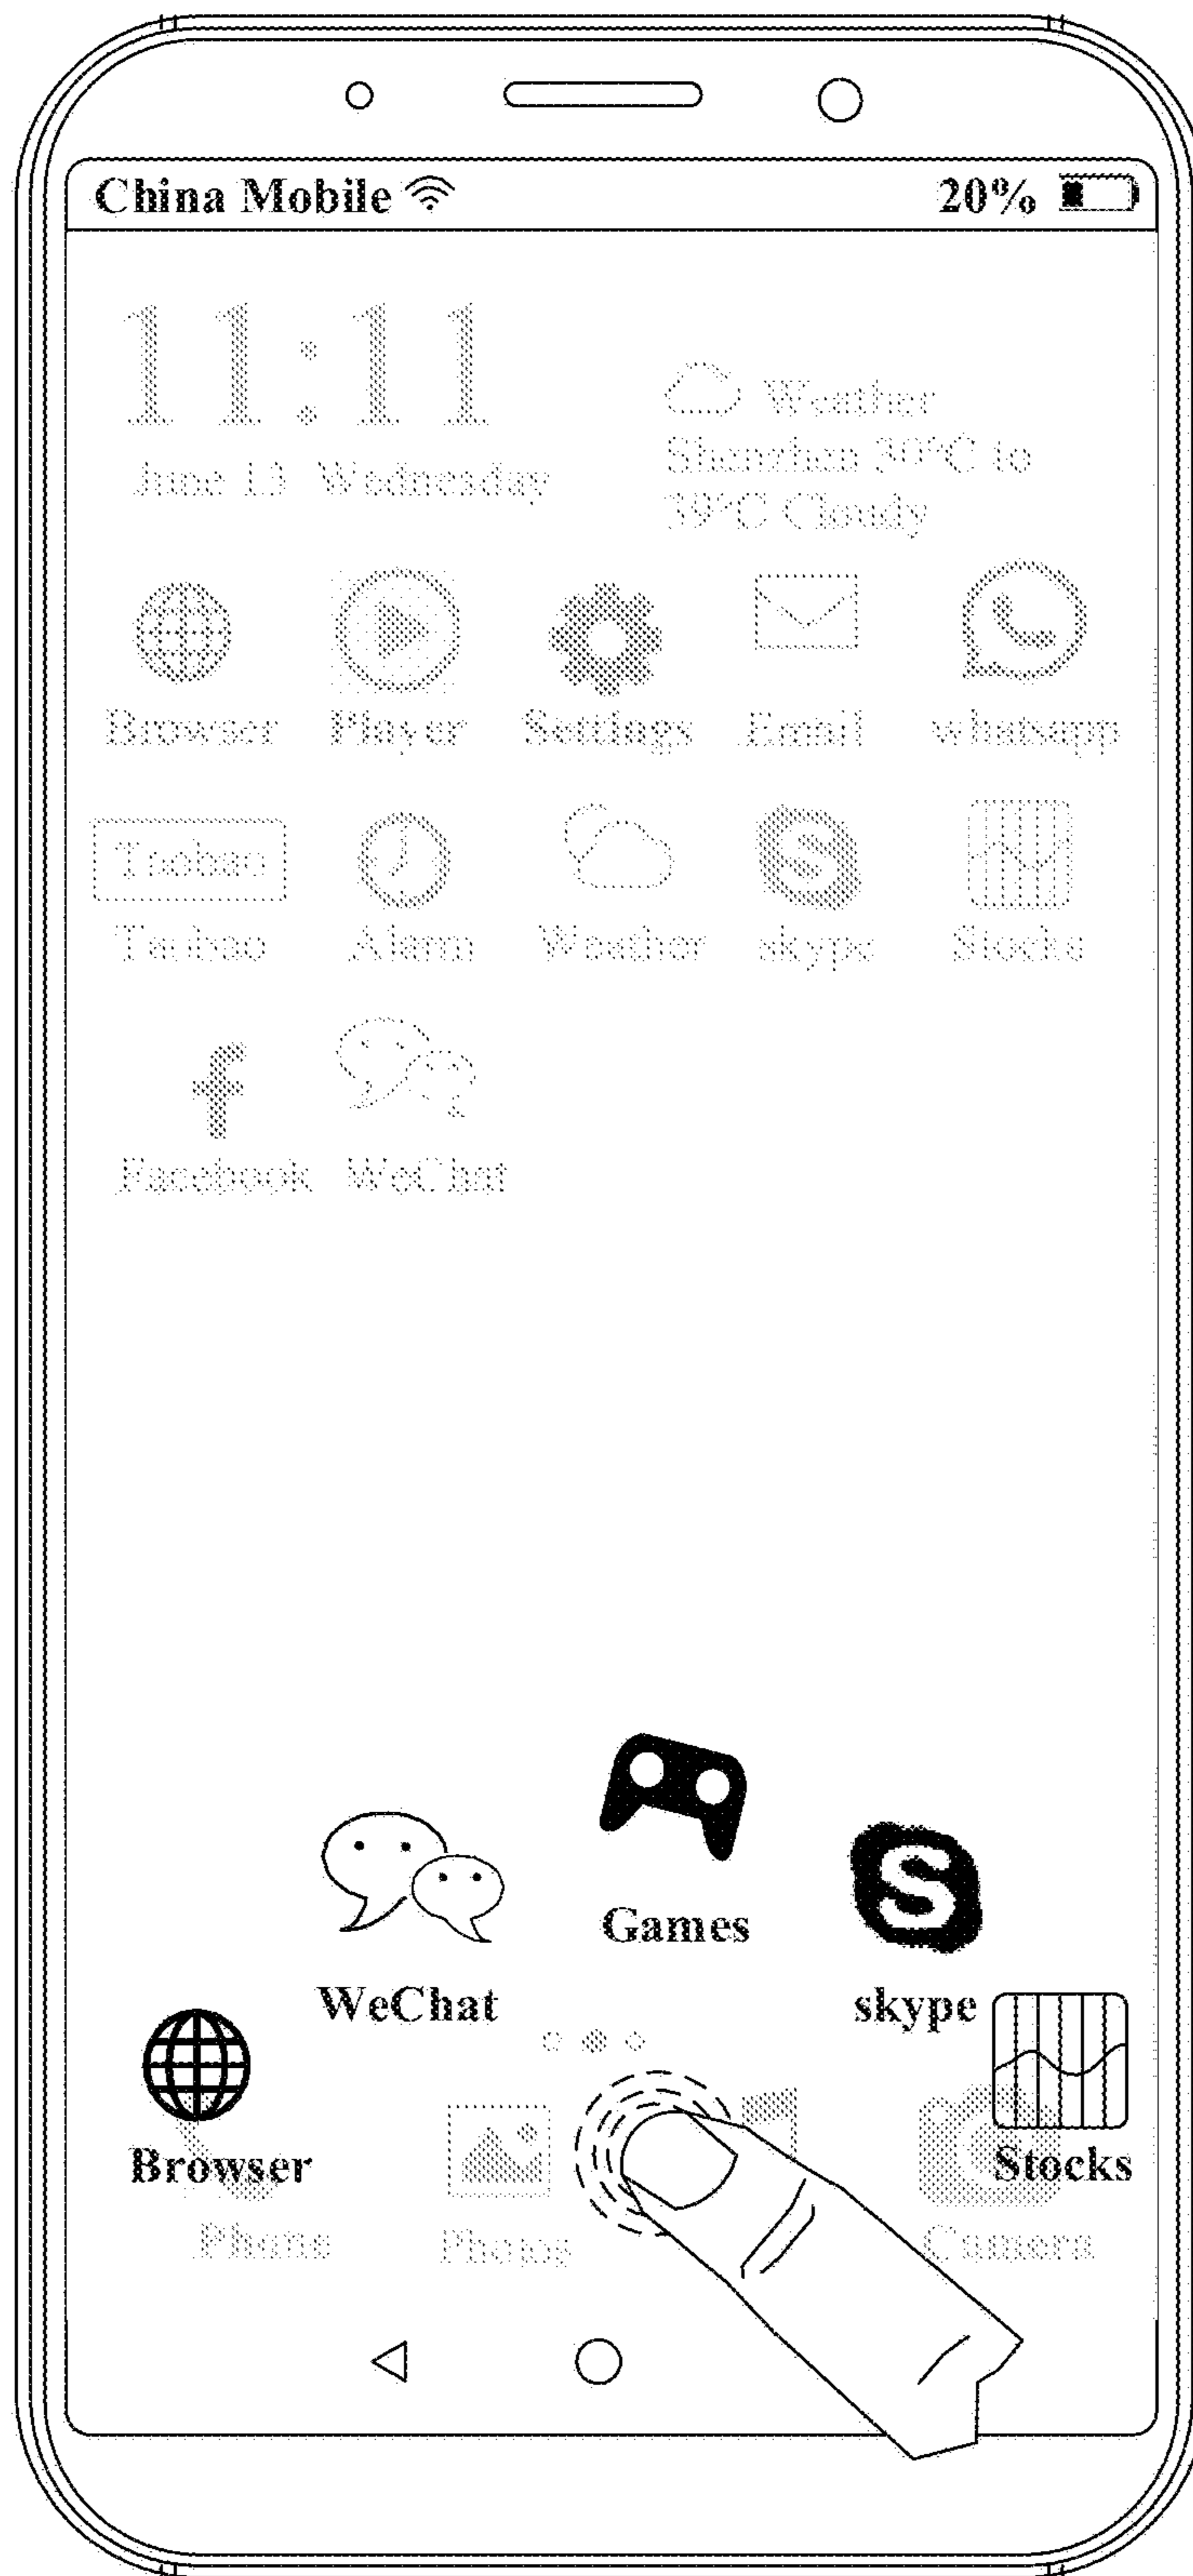 China Mobile 20%
11:11
June 13 Wednesday
Weather
Shenzhen 30°C to
39°C Cloudy
Browser Player Settings Email whatsapp
Taobao
Taobao Alarm Weather skype Stocks
Facebook WeChat
Games
WeChat skype
Browser Stocks
Phone Photos Camera